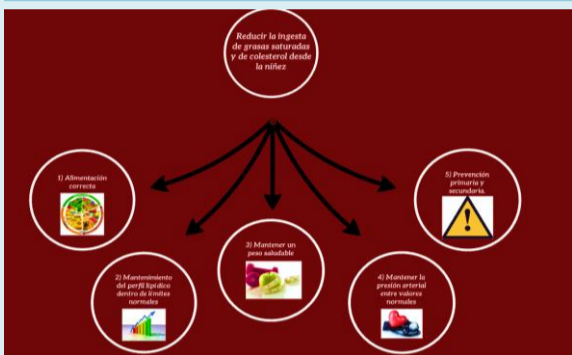 Reducir la ingesta
de grasas saturadas
y de colesterol desde
la niñez
1) Alimentación
correcta
2) Mantenimiento
del perfil lipídico
dentro de límites
normales
3) Mantener un
peso saludable
4) Mantener la
presión arterial
entre valores
normales
5) Prevención
primaria y
secundaria.